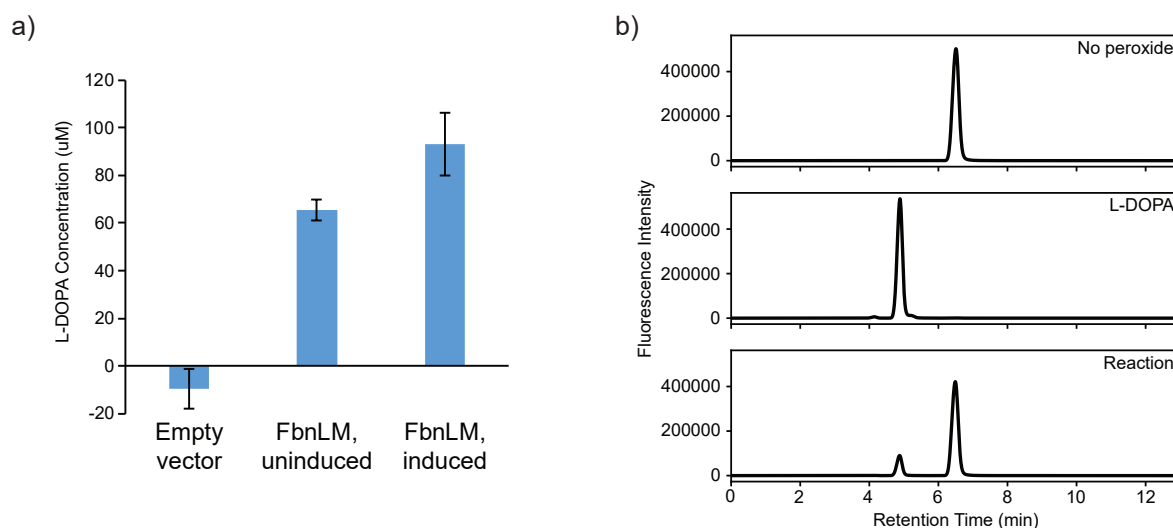 a)
L-DOPA Concentration (uM)
120
100
80
60
40
20
0
-20
Empty
vector
FbnLM,
uninduced
FbnLM,
induced
b)
Fluorescence Intensity
No peroxide
400000
200000
0
L-DOPA
400000
200000
0
Reaction
400000
200000
0
0 2 4 6 8 10 12
Retention Time (min)